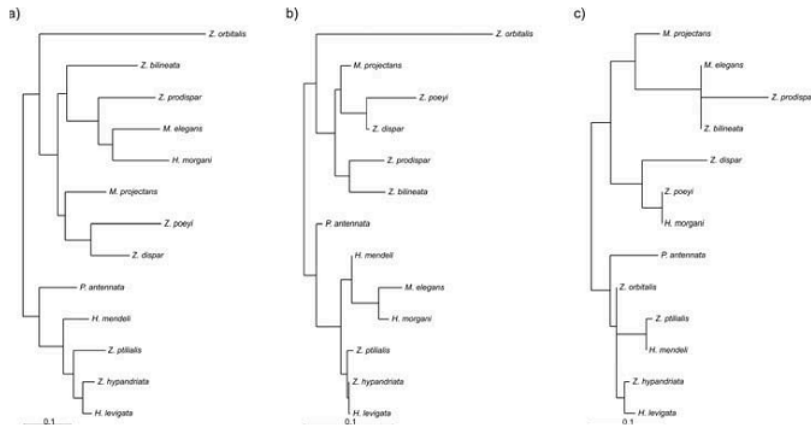 a)
Z. orbitalis
Z. bilineata
Z. prodispar
M. elegans
H. morgani
M. projectans
Z. poeyi
Z. dispar
P. antennata
H. mendeli
Z. ptilialis
Z. hypandriata
H. levigata
0.1
b)
Z. orbitalis
M. projectans
Z. poeyi
Z. dispar
Z. prodispar
Z. bilineata
P. antennata
H. mendeli
M. elegans
H. morgani
Z. ptilialis
Z. hypandriata
H. levigata
0.1
c)
M. projectans
M. elegans
Z. prodispa
Z. bilineata
Z. dispar
Z. poeyi
H. morgani
P. antennata
Z. orbitalis
Z. ptilialis
H. mendeli
Z. hypandriata
H. levigata
0.1